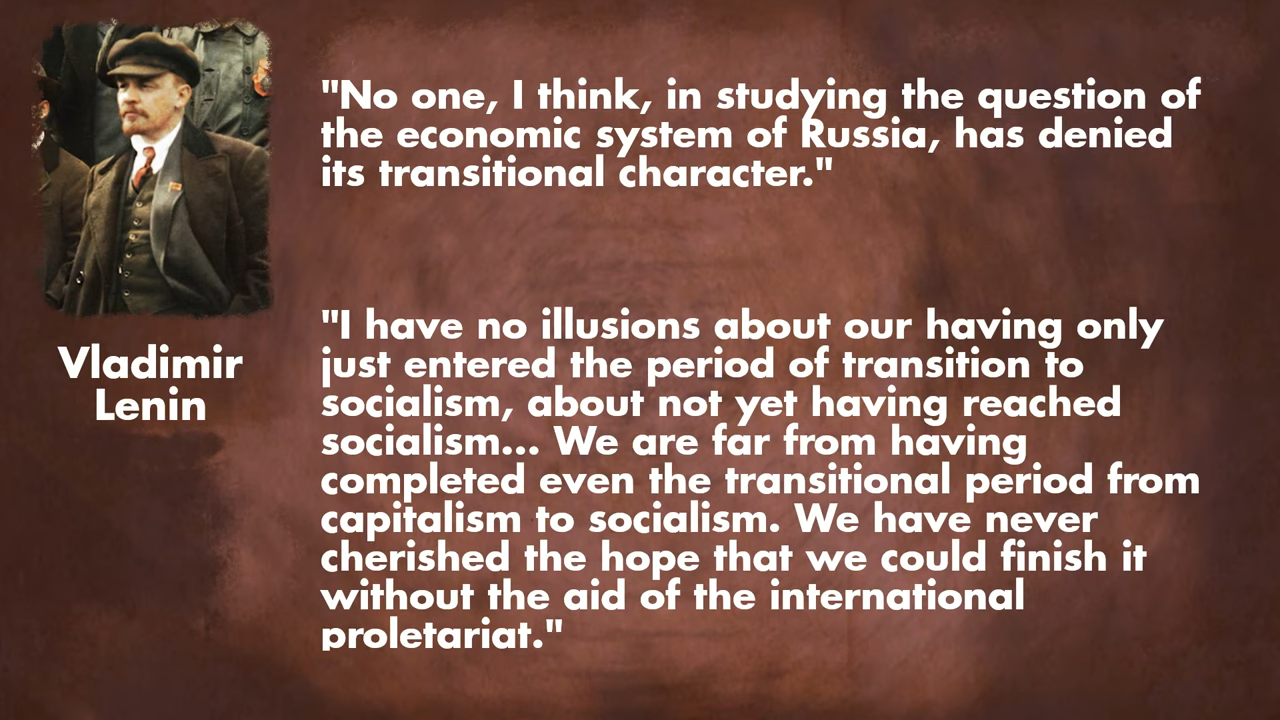 "No one, I think, in studying the question of
the economic system of Russia, has denied
its transitional character."
Vladimir
Lenin
"I have no illusions about our having only
just entered the period of transition to
socialism, about not yet having reached
socialism... We are far from having
completed even the transitional period from
capitalism to socialism. We have never
cherished the hope that we could finish it
without the aid of the international
proletariat."